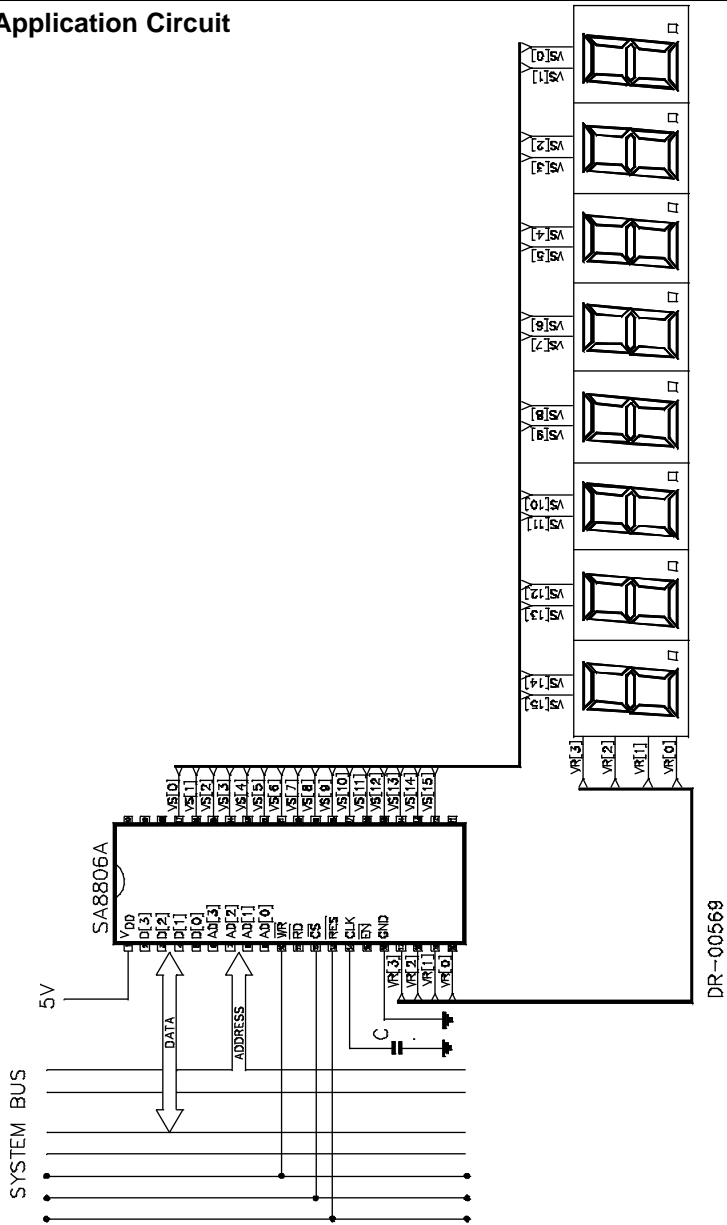 Application Circuit
VS[0]
VS[1]
VS[2]
VS[3]
VS[4]
VS[5]
VS[6]
VS[7]
VS[8]
VS[9]
VS[10]
VS[11]
VS[12]
VS[13]
VS[14]
VS[15]
VR[3]
VR[2]
VR[1]
VR[0]
VS[0]
VS[1]
VS[2]
VS[3]
VS[4]
VS[5]
VS[6]
VS[7]
VS[8]
VS[9]
VS[10]
VS[11]
VS[12]
VS[13]
VS[14]
VS[15]
SA8806A
VDD
D[3]
D[2]
D[1]
D[0]
AD[3]
AD[2]
AD[1]
AD[0]
WR
RD
CS
RES
CLK
EN
GND
VR[3]
VR[2]
VR[1]
VR[0]
5V
DATA
ADDRESS
C
SYSTEM BUS
DR-00569